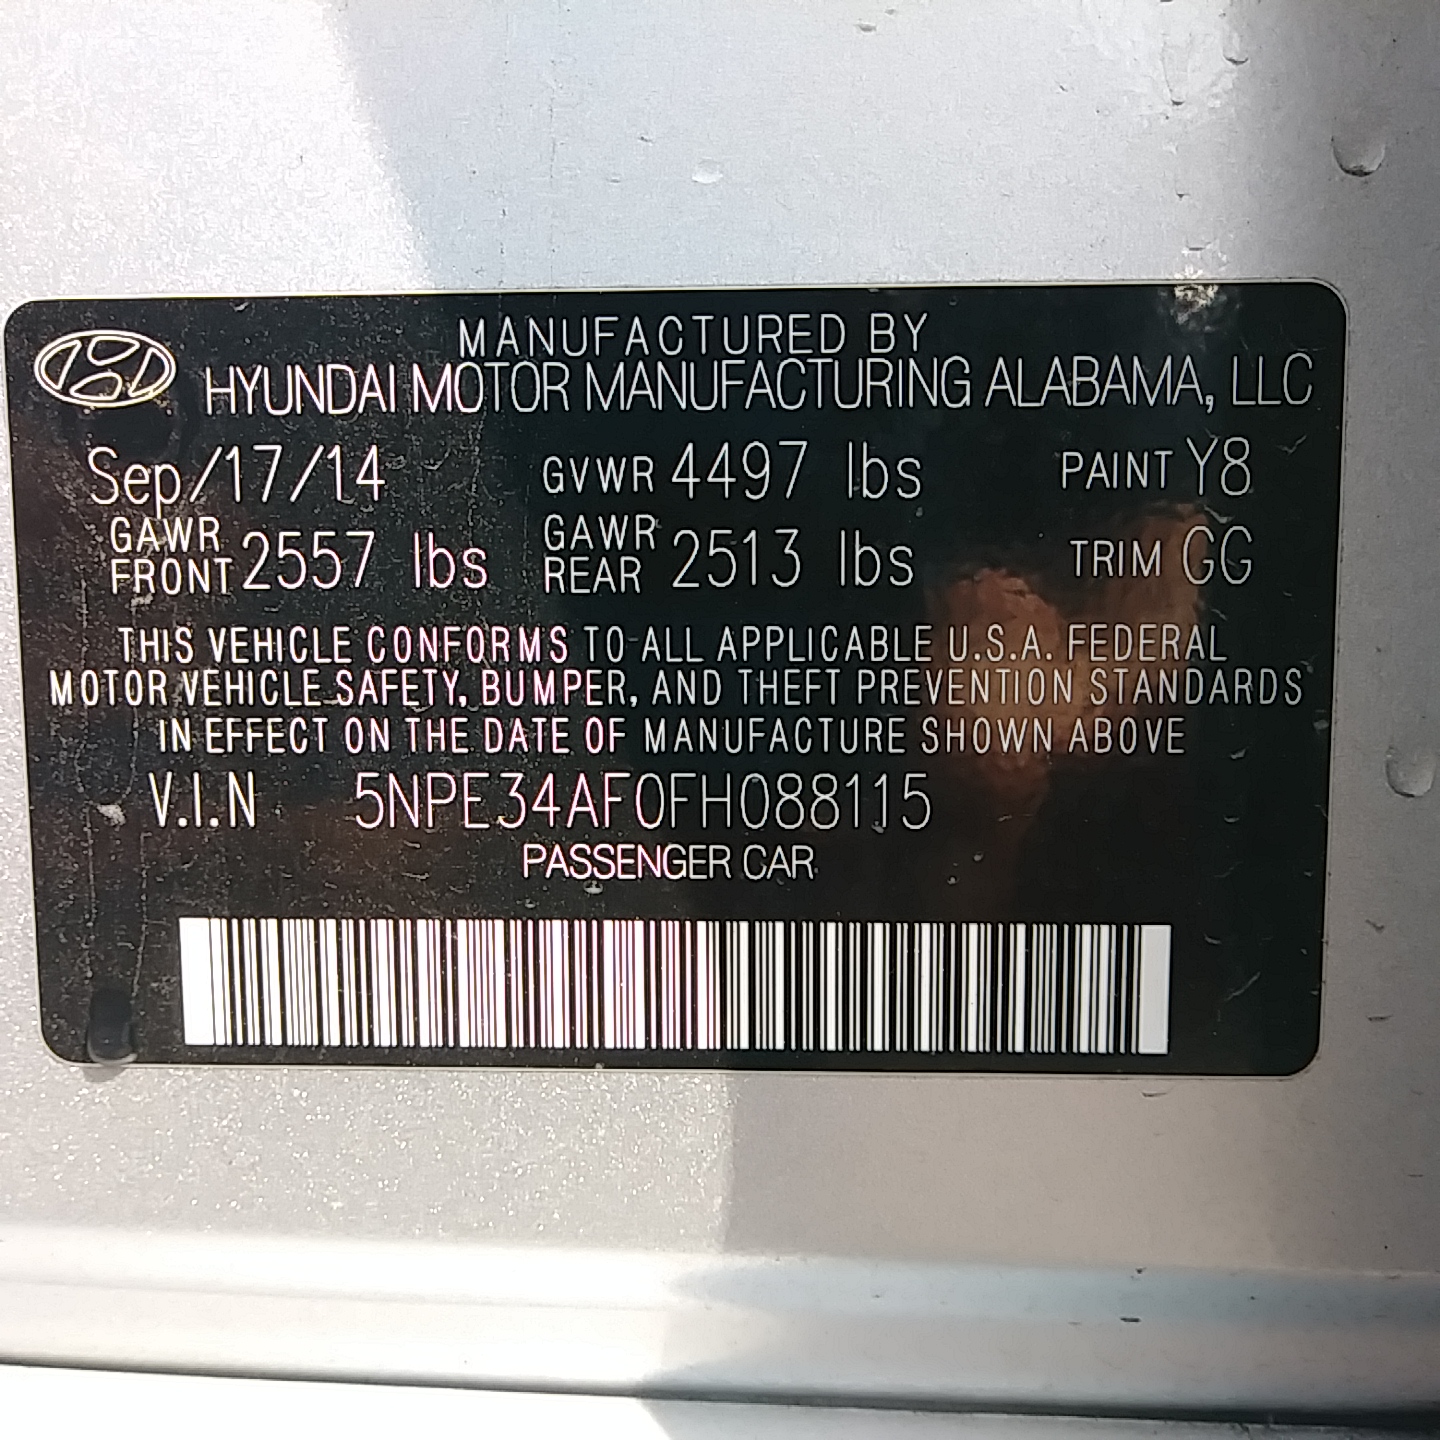 MANUFACTURED BY
HYUNDAI MOTOR MANUFACTURING ALABAMA, LLC
Sep/17/14 GVWR 4497 lbs PAINT Y8
GAWR FRONT 2557 lbs GAWR REAR 2513 lbs TRIM GG
THIS VEHICLE CONFORMS TO ALL APPLICABLE U.S.A. FEDERAL
MOTOR VEHICLE SAFETY, BUMPER, AND THEFT PREVENTION STANDARDS
IN EFFECT ON THE DATE OF MANUFACTURE SHOWN ABOVE
V.I.N 5NPE34AF0FH088115
PASSENGER CAR